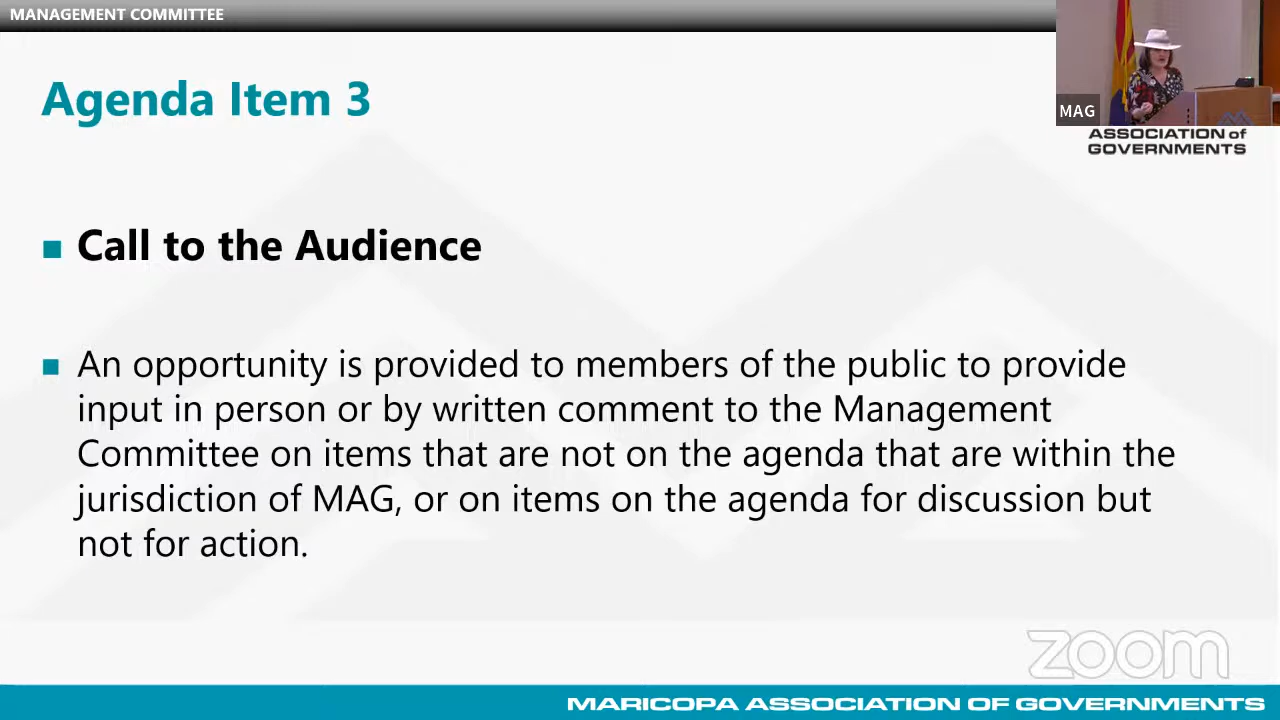 MANAGEMENT COMMITTEE
Agenda Item 3
MAG
ASSOCIATION of
GOVERNMENTS
Call to the Audience
An opportunity is provided to members of the public to provide
input in person or by written comment to the Management
Committee on items that are not on the agenda that are within the
jurisdiction of MAG, or on items on the agenda for discussion but
not for action.
zoom
MARICOPA ASSOCIATION OF GOVERNMENTS